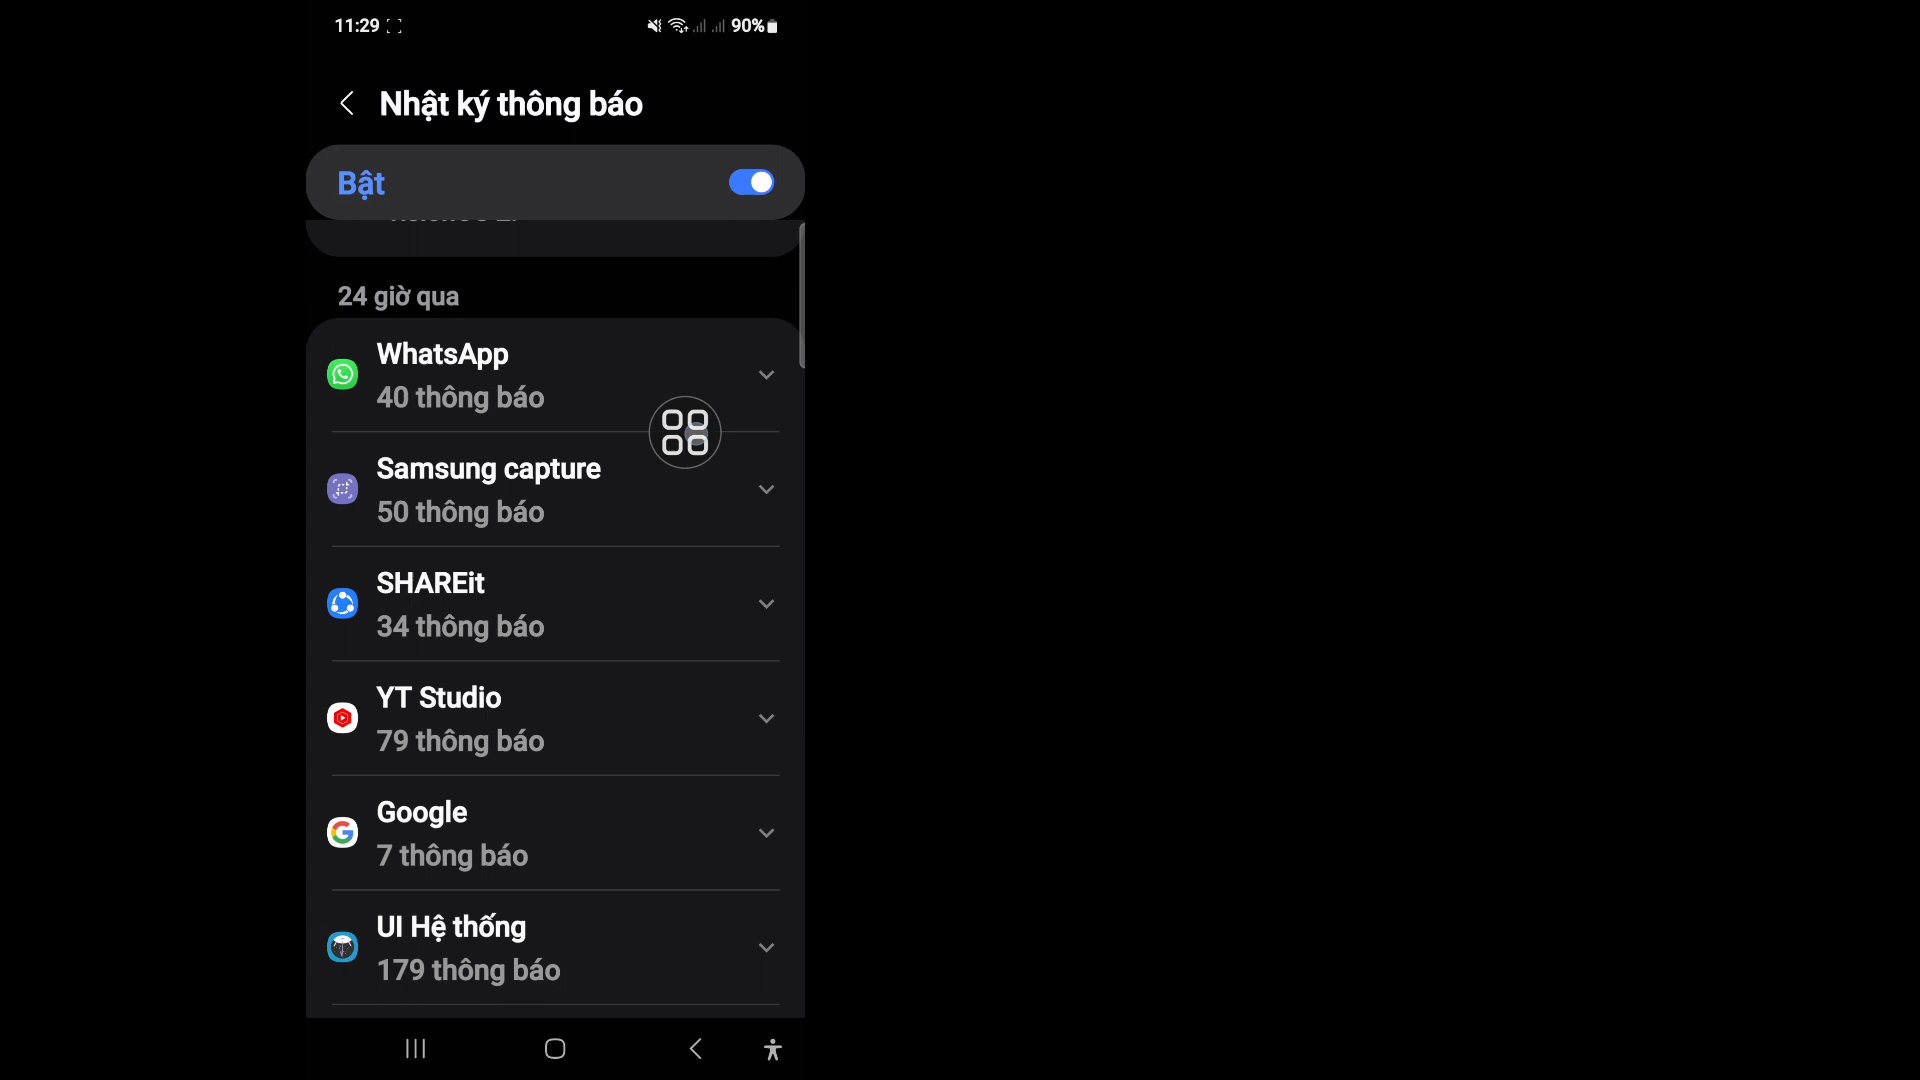 11:29
90%
Nhật ký thông báo
Bật
24 giờ qua
WhatsApp
40 thông báo
Samsung capture
50 thông báo
SHAREit
34 thông báo
YT Studio
79 thông báo
Google
7 thông báo
UI Hệ thống
179 thông báo